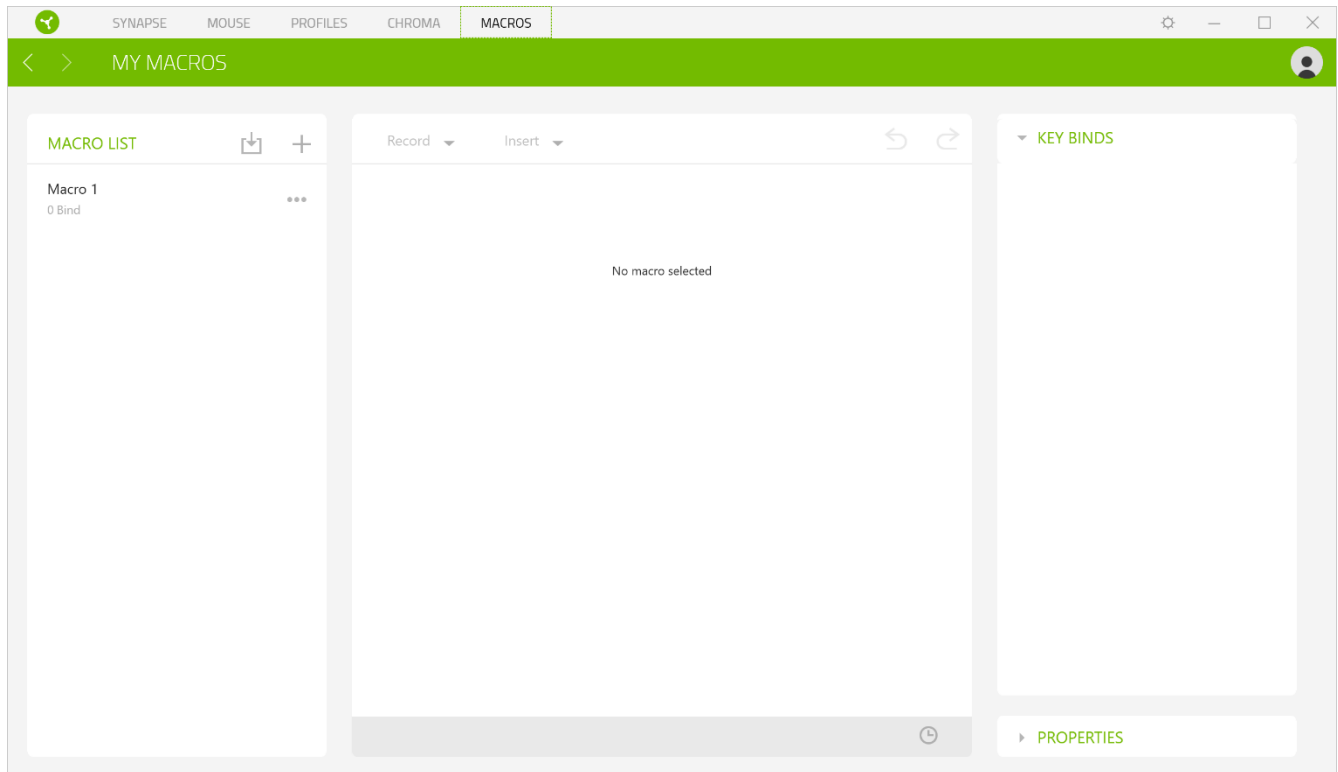 SYNAPSE MOUSE PROFILES CHROMA MACROS
MY MACROS
MACRO LIST
Macro 1
0 Bind
Record Insert
No macro selected
KEY BINDS
PROPERTIES